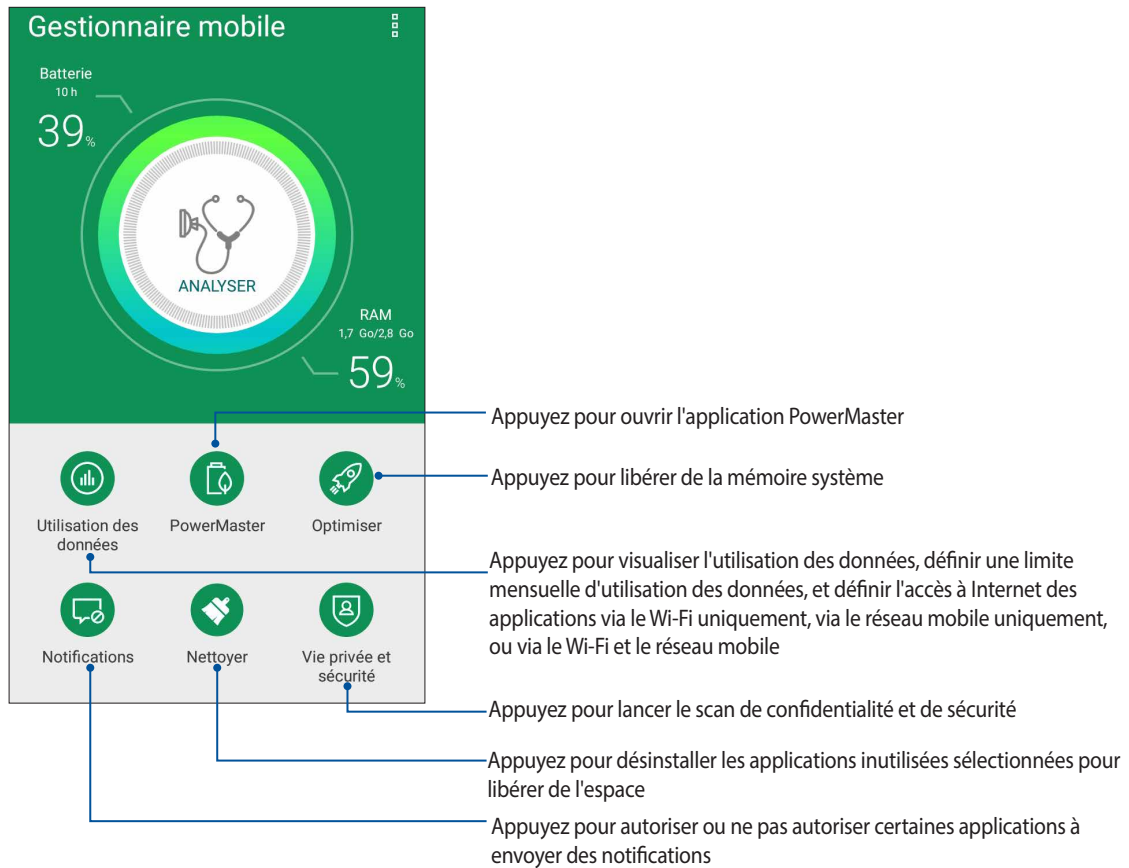 Gestionnaire mobile
Batterie
10 h
39%
ANALYSER
RAM
1,7 Go/2,8 Go
59%
Appuyez pour ouvrir l'application PowerMaster
Appuyez pour libérer de la mémoire système
Utilisation des
données
PowerMaster
Optimiser
Appuyez pour visualiser l'utilisation des données, définir une limite
mensuelle d'utilisation des données, et définir l'accès à Internet des
applications via le Wi-Fi uniquement, via le réseau mobile uniquement,
ou via le Wi-Fi et le réseau mobile
Notifications
Nettoyer
Vie privée et
sécurité
Appuyez pour lancer le scan de confidentialité et de sécurité
Appuyez pour désinstaller les applications inutilisées sélectionnées pour
libérer de l'espace
Appuyez pour autoriser ou ne pas autoriser certaines applications à
envoyer des notifications